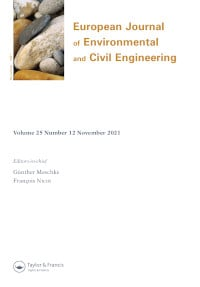 European Journal
of Environmental
and Civil Engineering
Volume 25 Number 12 November 2021
Editors-in-chief
Günther Meschke
François Nicot
Taylor & Francis